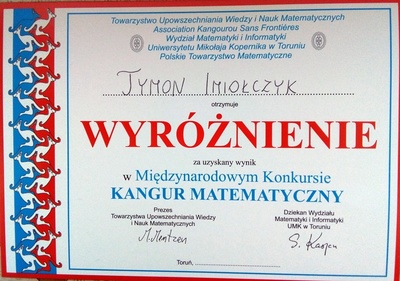 Towarzystwo Upowszechniania Wiedzy i Nauk Matematycznych
Association Kangourou Sans Frontières
Wydział Matematyki i Informatyki
Uniwersytetu Mikołaja Kopernika w Toruniu
Polskie Towarzystwo Matematyczne
TYMON IMIOŁCZYK
otrzymuje
WYRÓŻNIENIE
za uzyskany wynik
w Międzynarodowym Konkursie
KANGUR MATEMATYCZNY
Prezes
Towarzystwa Upowszechniania Wiedzy
i Nauk Matematycznych
Dziekan Wydziału
Matematyki i Informatyki
UMK w Toruniu
Toruń,